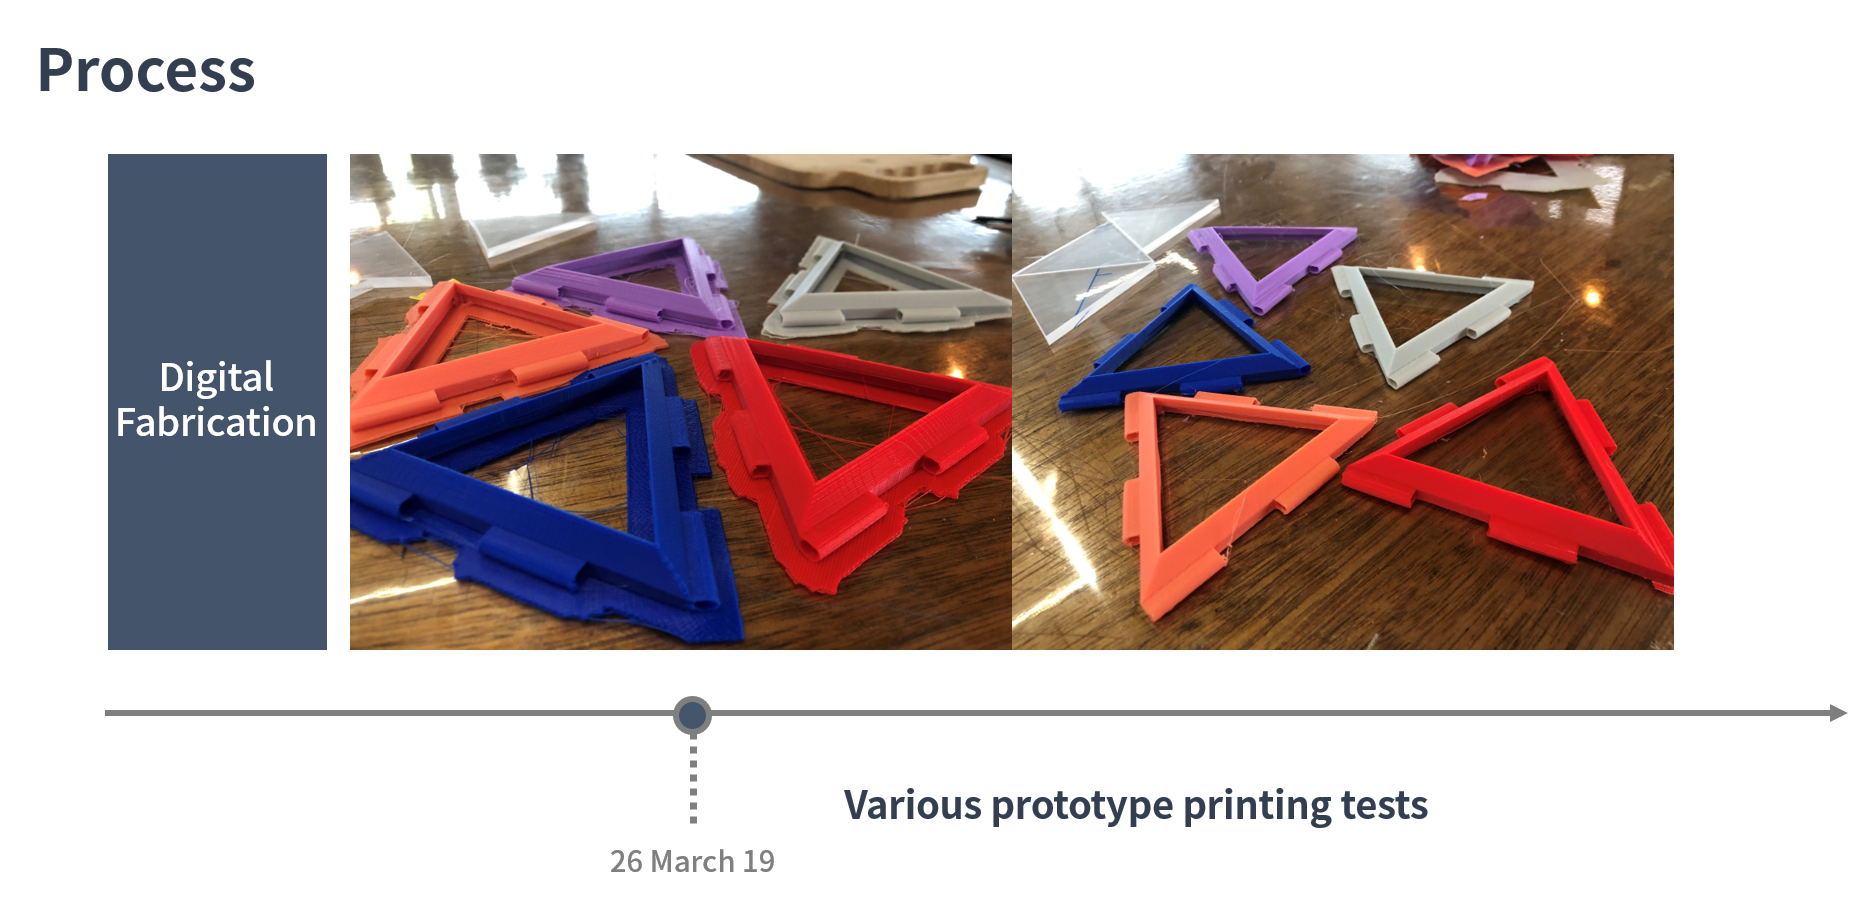 Process
Digital
Fabrication
Various prototype printing tests
26 March 19